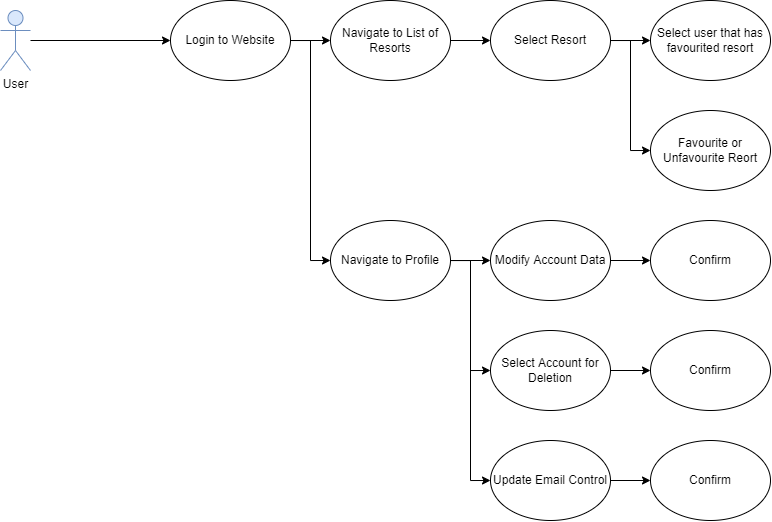 User
Login to Website
Navigate to List of
Resorts
Select Resort
Select user that has
favourited resort
Favourite or
Unfavourite Reort
Navigate to Profile
Modify Account Data
Confirm
Select Account for
Deletion
Confirm
Update Email Control
Confirm